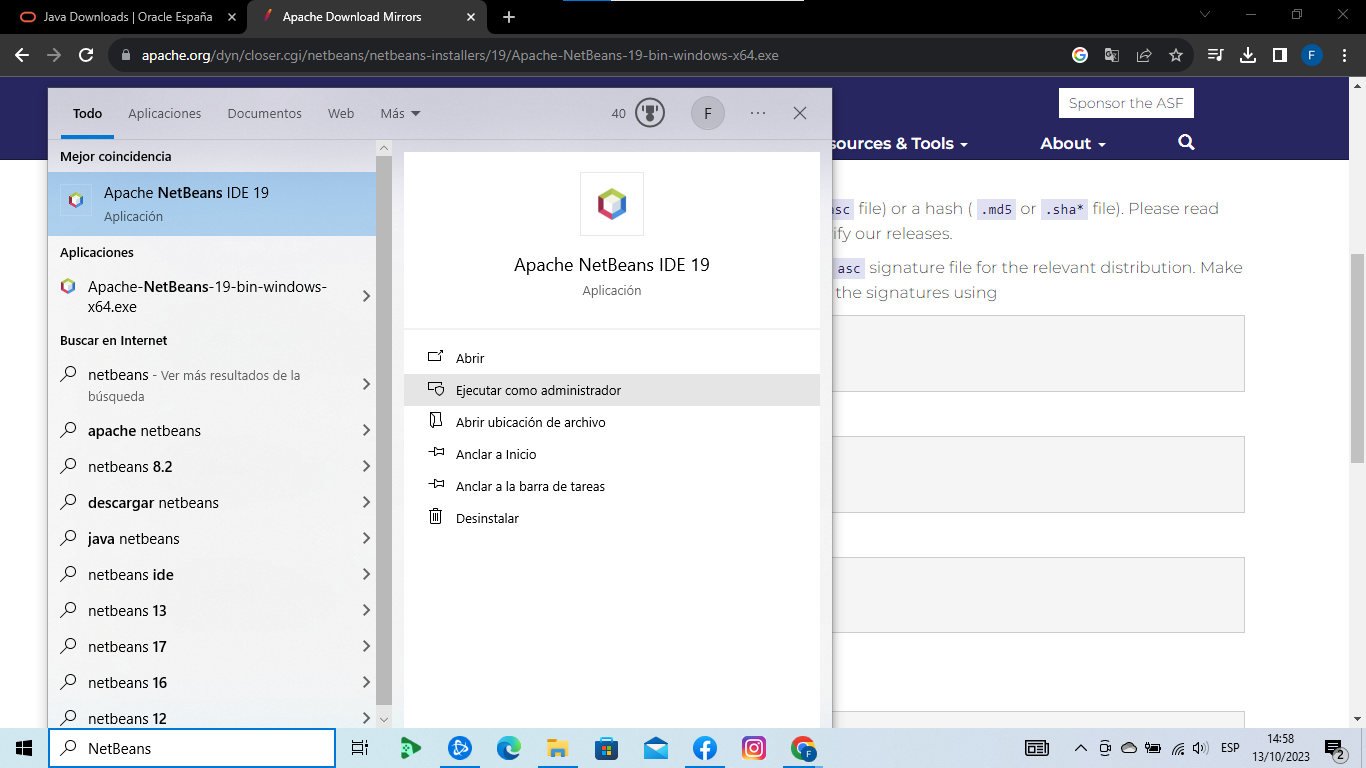 Java Downloads | Oracle España
Apache Download Mirrors
apache.org/dyn/closer.cgi/netbeans/netbeans-installers/19/Apache-NetBeans-19-bin-windows-x64.exe
F
Sponsor the ASF
sources & Tools
About
Todo
Aplicaciones
Documentos
Web
Más
40
F
Mejor coincidencia
Apache NetBeans IDE 19
Aplicación
Aplicaciones
Apache-NetBeans-19-bin-windows-
x64.exe
Buscar en Internet
netbeans - Ver más resultados de la
búsqueda
apache netbeans
netbeans 8.2
descargar netbeans
java netbeans
netbeans ide
netbeans 13
netbeans 17
netbeans 16
netbeans 12
Apache NetBeans IDE 19
Aplicación
Abrir
Ejecutar como administrador
Abrir ubicación de archivo
Anclar a Inicio
Anclar a la barra de tareas
Desinstalar
asc file) or a hash ( .md5 or .sha* file). Please read
ify our releases.
asc signature file for the relevant distribution. Make
the signatures using
NetBeans
F
ESP
14:58
13/10/2023
2